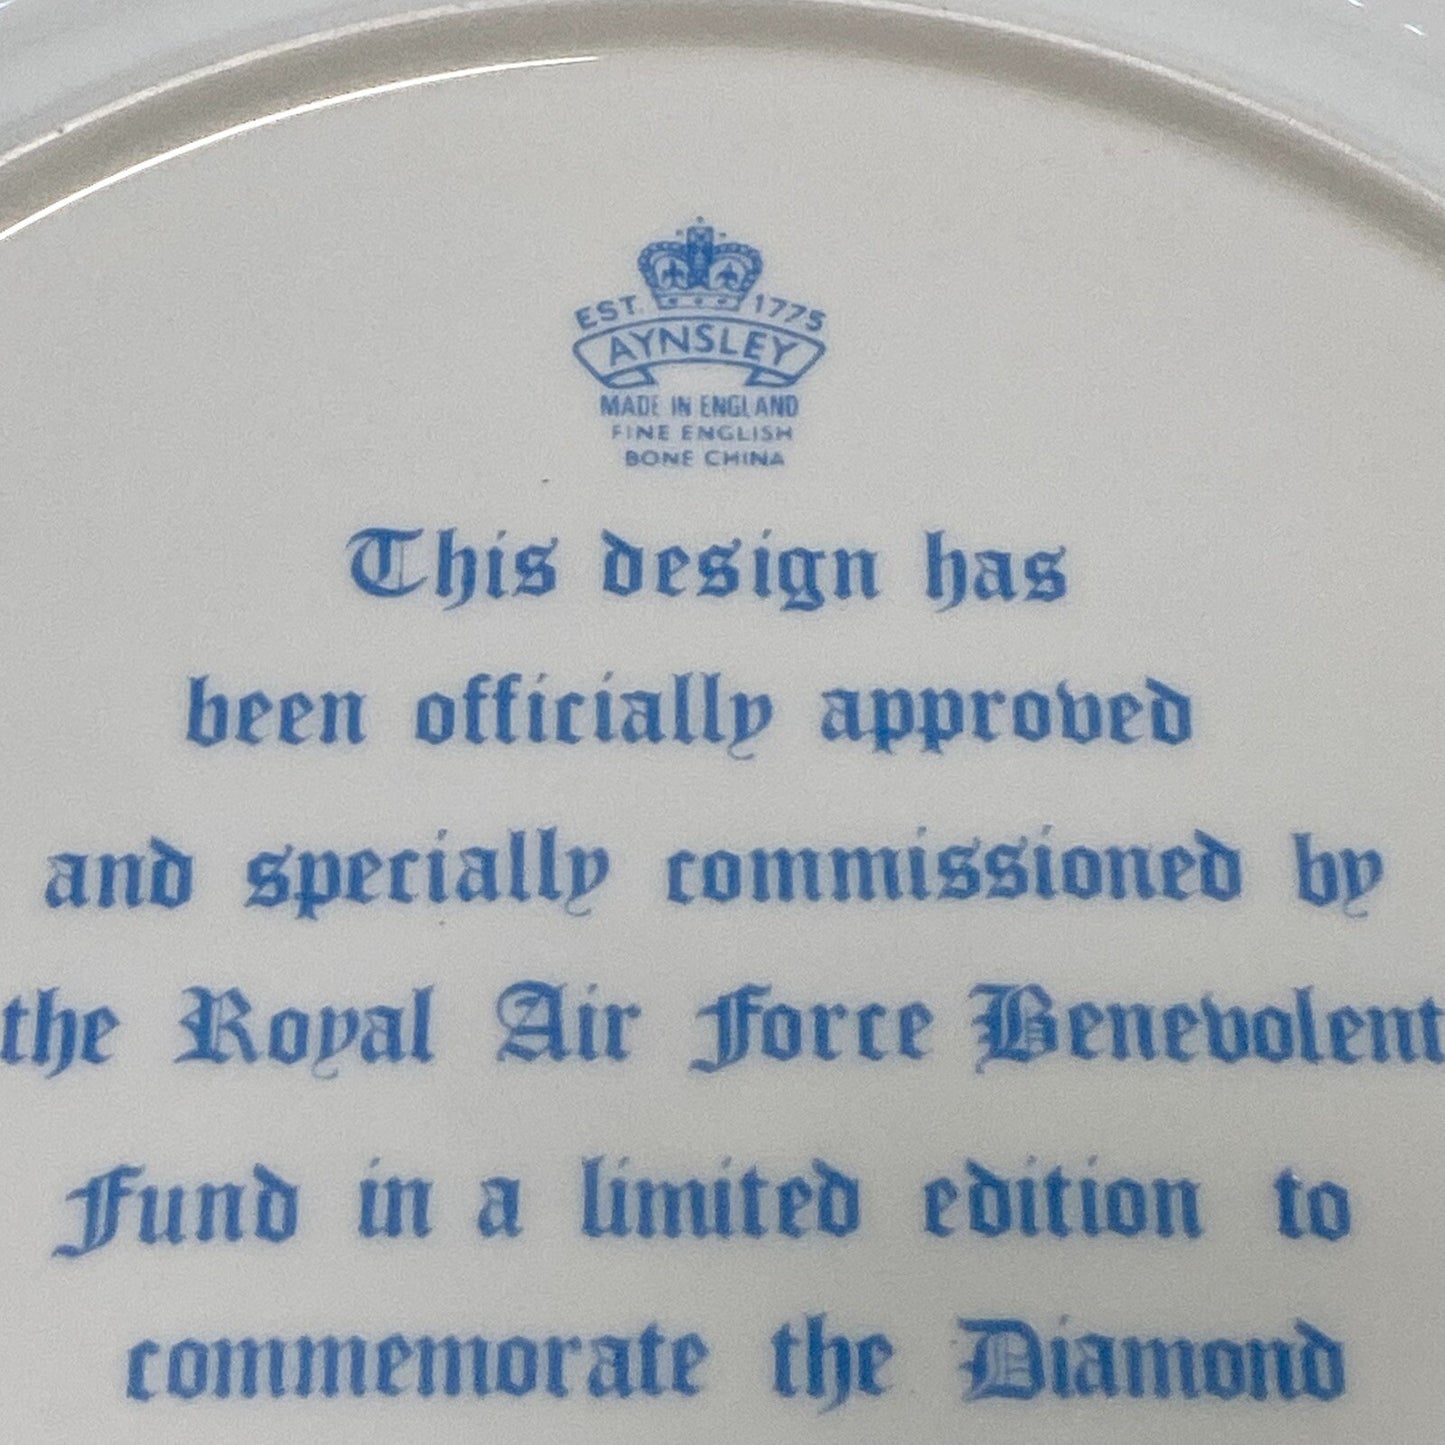 EST. 1775
AYNSLEY
MADE IN ENGLAND
FINE ENGLISH
BONE CHINA
This design has
been officially approved
and specially commissioned by
the Royal Air Force Benevolent
Fund in a limited edition to
commemorate the Diamond